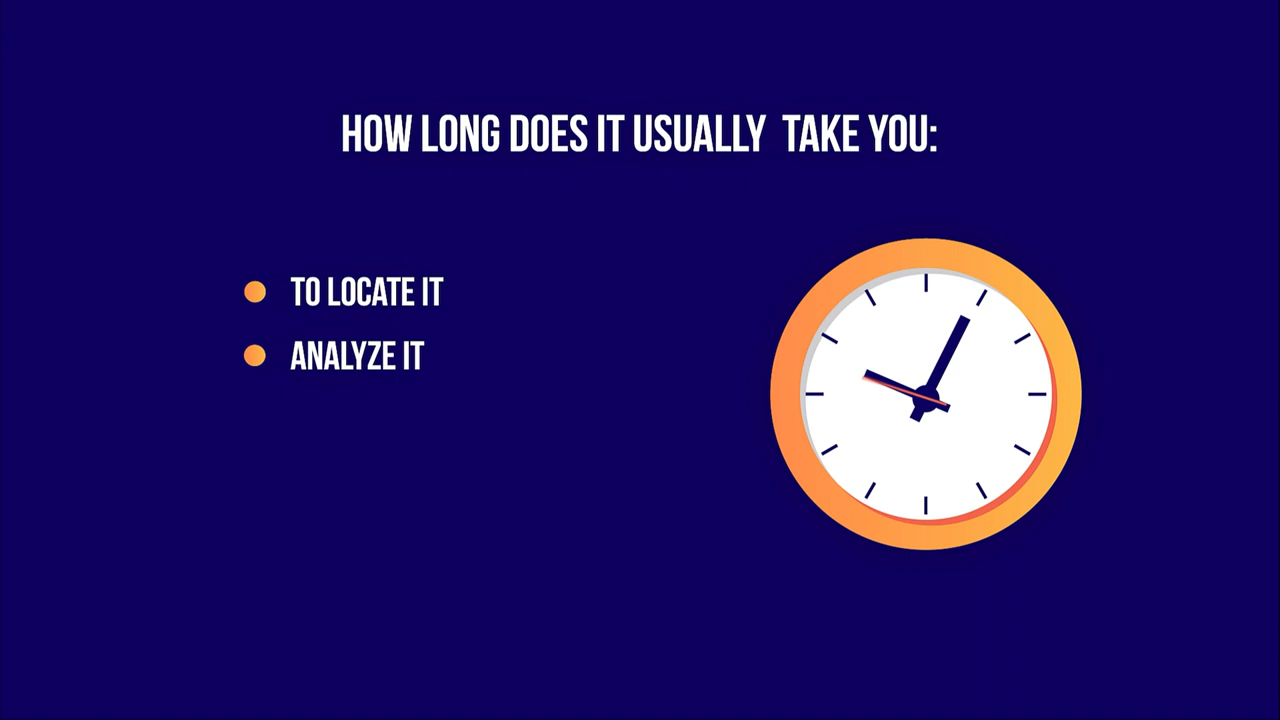 HOW LONG DOES IT USUALLY TAKE YOU:
TO LOCATE IT
ANALYZE IT